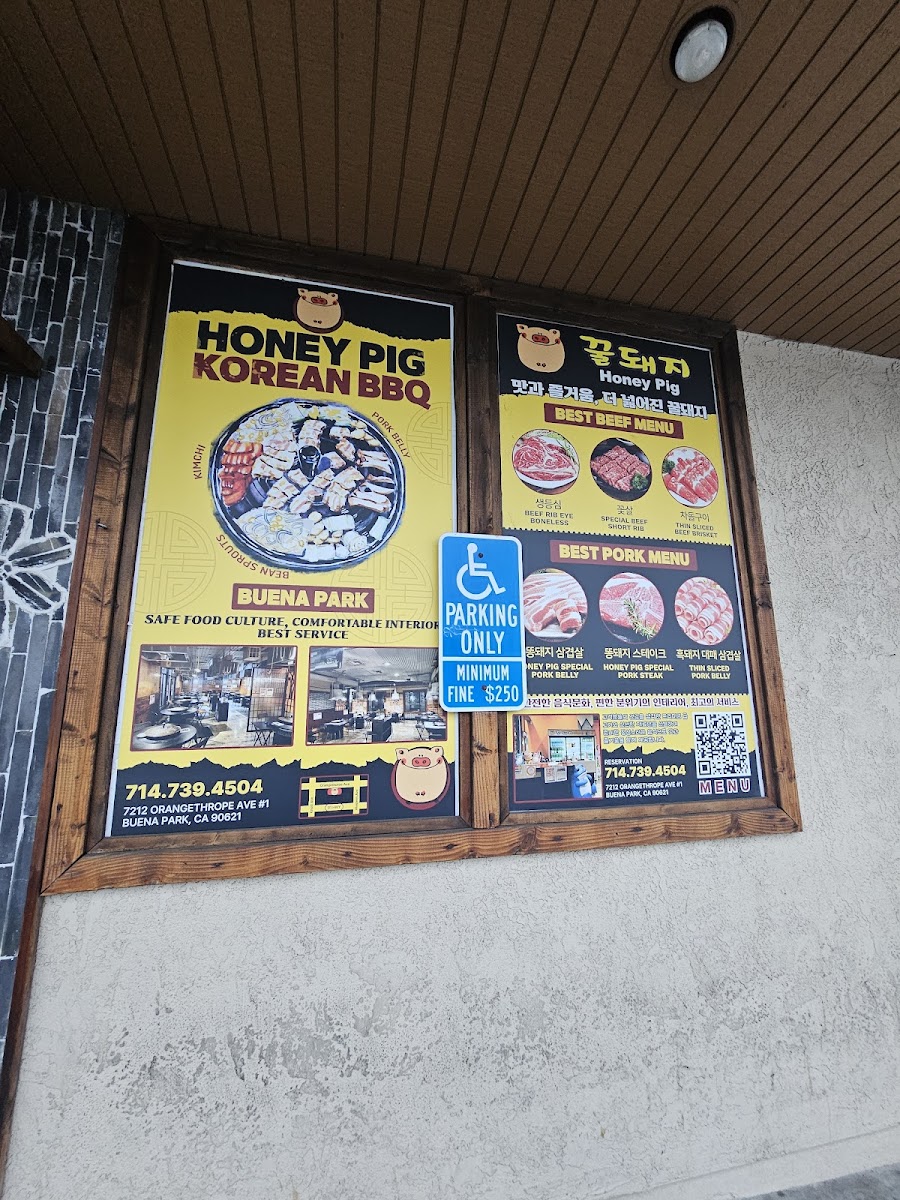 HONEY PIG
KOREAN BBQ
KIMCHI
PORK BELLY
BEAN SPROUTS
BUENA PARK
SAFE FOOD CULTURE, COMFORTABLE INTERIOR
BEST SERVICE
714.739.4504
7212 ORANGETHROPE AVE #1
BUENA PARK, CA 90621
PARKING
ONLY
MINIMUM
FINE $250
꿀돼지
Honey Pig
맛과 즐거움, 더 넓어진 꿀돼지
BEST BEEF MENU
생등심
BEEF RIB EYE
BONELESS
꽃살
SPECIAL BEEF
SHORT RIB
차돌구이
THIN SLICED
BEEF BRISKET
BEST PORK MENU
똥돼지 삼겹살
HONEY PIG SPECIAL
PORK BELLY
똥돼지 스테이크
HONEY PIG SPECIAL
PORK STEAK
흑돼지 대패 삼겹살
THIN SLICED
PORK BELLY
음식문화, 편한 분위기의 인테리어, 최고의 서비스
RESERVATION
714.739.4504
7212 ORANGETHROPE AVE #1
BUENA PARK, CA 90621
MENU